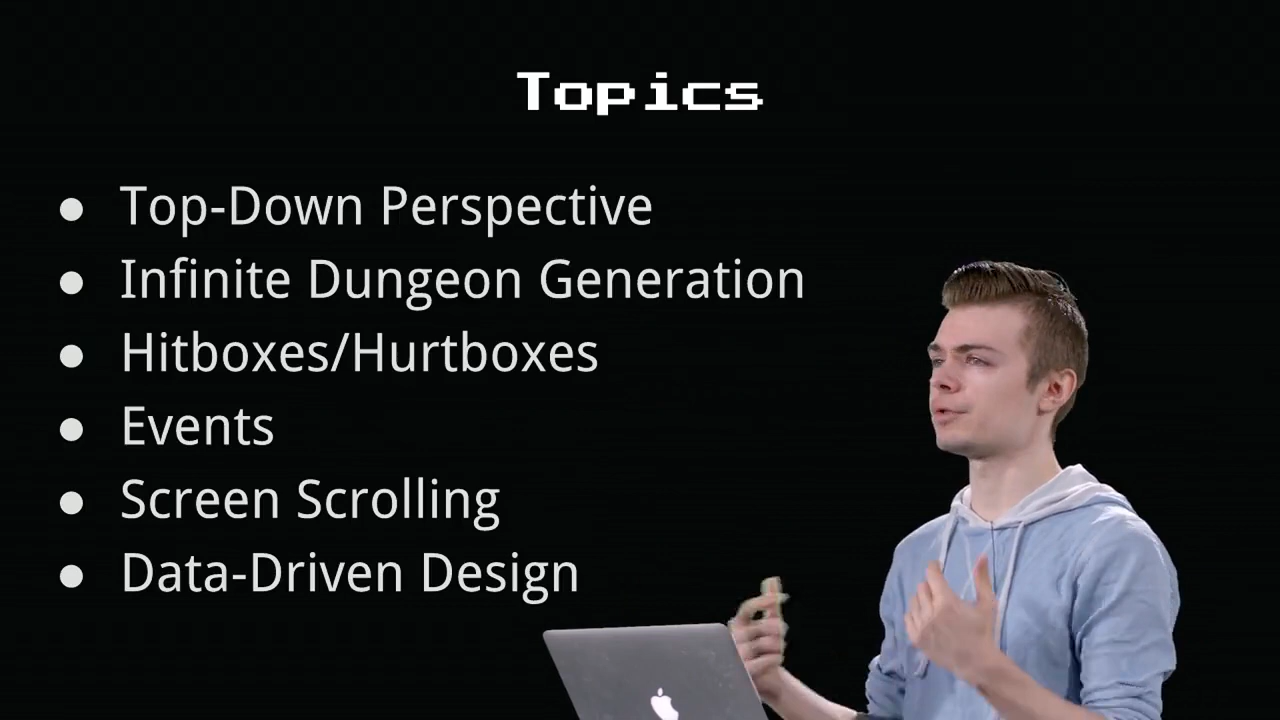 Topics
● Top-Down Perspective
● Infinite Dungeon Generation
● Hitboxes/Hurtboxes
● Events
● Screen Scrolling
● Data-Driven Design